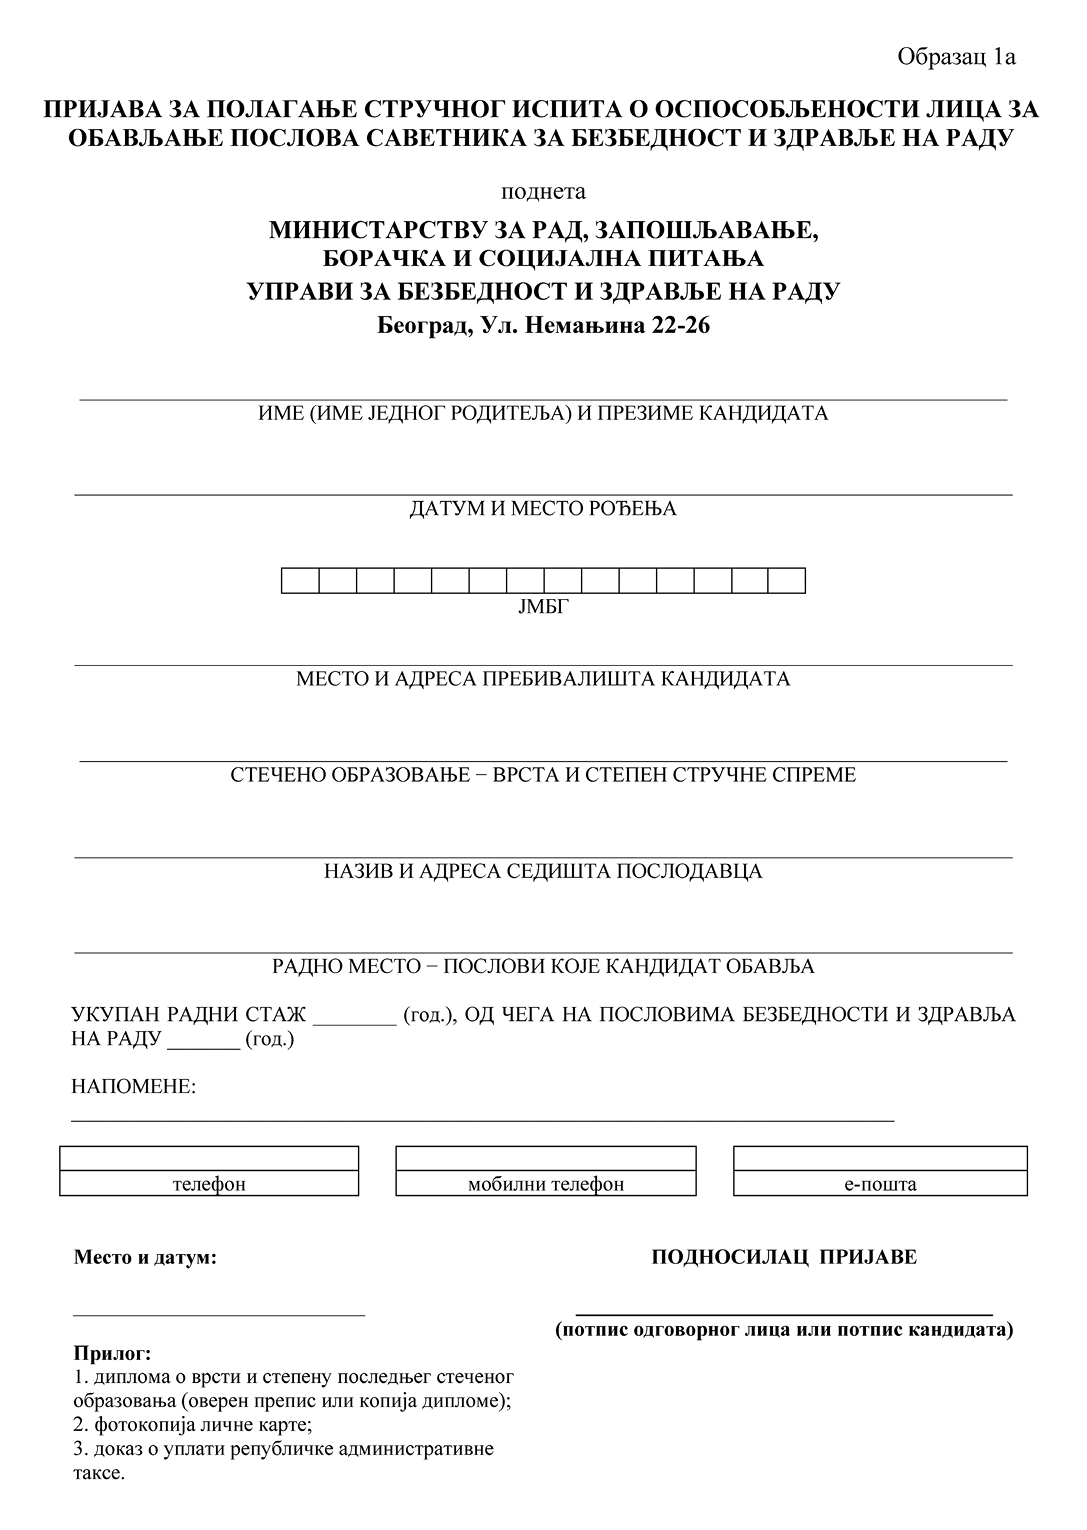 Образац 1а
ПРИЈАВА ЗА ПОЛАГАЊЕ СТРУЧНОГ ИСПИТА О ОСПОСОБЉЕНОСТИ ЛИЦА ЗА
ОБАВЉАЊЕ ПОСЛОВА САВЕТНИКА ЗА БЕЗБЕДНОСТ И ЗДРАВЉЕ НА РАДУ
поднета
МИНИСТАРСТВУ ЗА РАД, ЗАПОШЉАВАЊЕ,
БОРАЧКА И СОЦИЈАЛНА ПИТАЊА
УПРАВИ ЗА БЕЗБЕДНОСТ И ЗДРАВЉЕ НА РАДУ
Београд, Ул. Немањина 22-26
ИМЕ (ИМЕ ЈЕДНОГ РОДИТЕЉА) И ПРЕЗИМЕ КАНДИДАТА
ДАТУМ И МЕСТО РОЂЕЊА
ЈМБГ
МЕСТО И АДРЕСА ПРЕБИВАЛИШТА КАНДИДАТА
СТЕЧЕНО ОБРАЗОВАЊЕ − ВРСТА И СТЕПЕН СТРУЧНЕ СПРЕМЕ
НАЗИВ И АДРЕСА СЕДИШТА ПОСЛОДАВЦА
РАДНО МЕСТО − ПОСЛОВИ КОЈЕ КАНДИДАТ ОБАВЉА
УКУПАН РАДНИ СТАЖ ________ (год.), ОД ЧЕГА НА ПОСЛОВИМА БЕЗБЕДНОСТИ И ЗДРАВЉА
НА РАДУ _______ (год.)
НАПОМЕНЕ:
телефон мобилни телефон е-пошта
Место и датум: ПОДНОСИЛАЦ ПРИЈАВЕ
(потпис одговорног лица или потпис кандидата)
Прилог:
1. диплома о врсти и степену последњег стеченог
образовања (оверен препис или копија дипломе);
2. фотокопија личне карте;
3. доказ о уплати републичке административне
таксе.